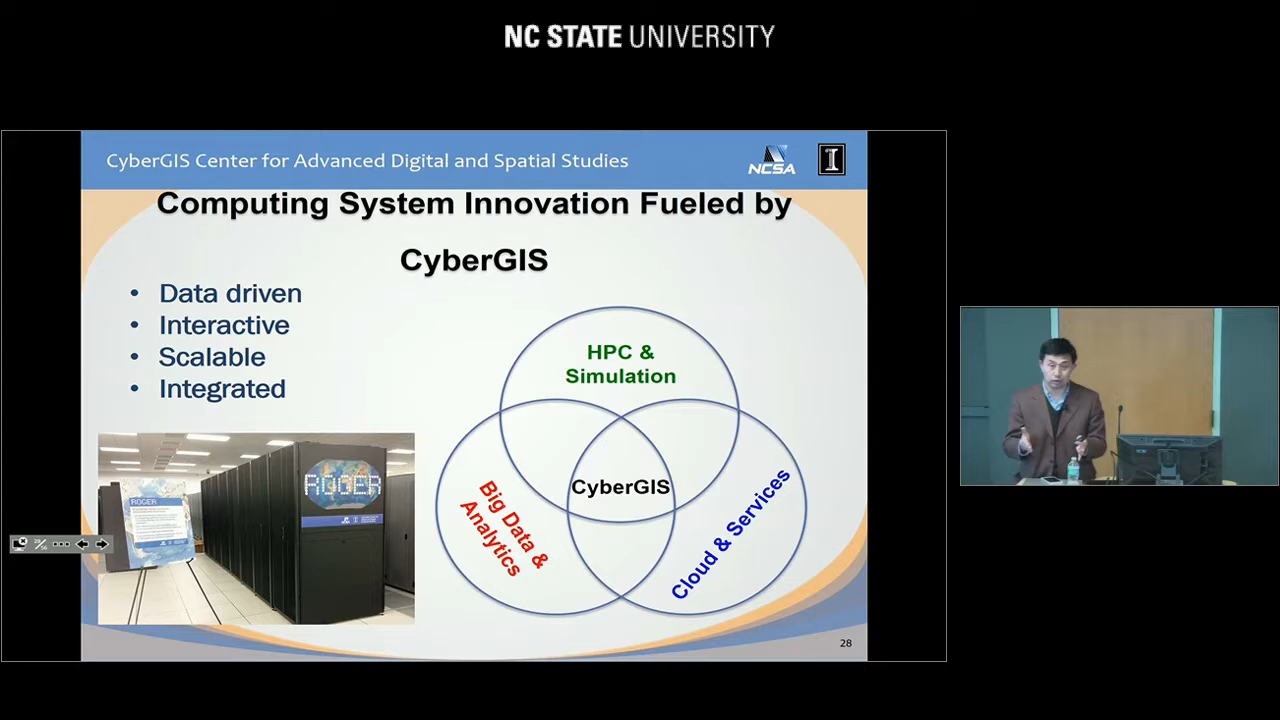 NC STATE UNIVERSITY
CyberGIS Center for Advanced Digital and Spatial Studies
NCSA
I
Computing System Innovation Fueled by
CyberGIS
• Data driven
• Interactive
• Scalable
• Integrated
HPC &
Simulation
CyberGIS
Big Data &
Analytics
Cloud & Services
ROGER
ROGER
28